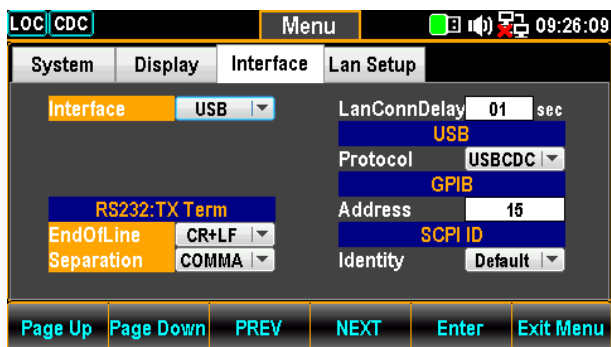 LOC CDC Menu 09:26:09
System Display Interface Lan Setup
Interface USB
LanConnDelay 01 sec
USB
Protocol USBCDC
GPIB
RS232:TX Term
Address 15
EndOfLine CR+LF
SCPI ID
Separation COMMA
Identity Default
Page Up Page Down PREV NEXT Enter Exit Menu